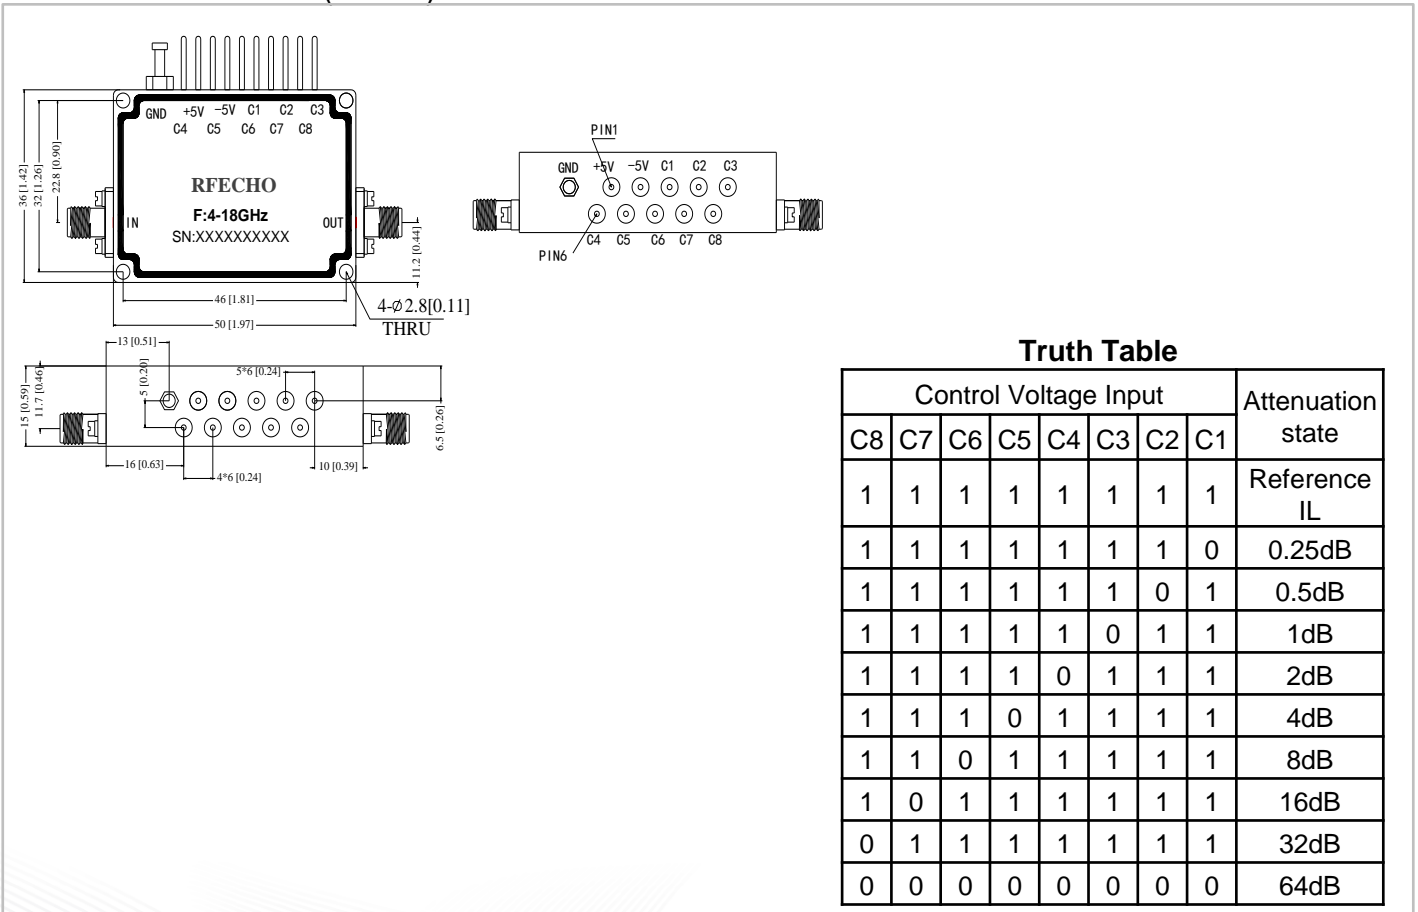 GND +5V -5V C1 C2 C3
C4 C5 C6 C7 C8
RFECHO
F:4-18GHz
SN:XXXXXXXXXX
IN
OUT
36 [1.42]
32 [1.26]
22.8 [0.90]
11.2 [0.44]
46 [1.81]
50 [1.97]
4-∅2.8[0.11]
THRU
PIN1
GND +5V -5V C1 C2 C3
C4 C5 C6 C7 C8
PIN6
13 [0.51]
5 [0.20]
5*6 [0.24]
15 [0.59]
11.7 [0.46]
6.5 [0.26]
16 [0.63]
4*6 [0.24]
10 [0.39]
Truth Table
Control Voltage Input
Attenuation
state
C8 C7 C6 C5 C4 C3 C2 C1
1 1 1 1 1 1 1 1 Reference
IL
1 1 1 1 1 1 1 0 0.25dB
1 1 1 1 1 1 0 1 0.5dB
1 1 1 1 1 0 1 1 1dB
1 1 1 1 0 1 1 1 2dB
1 1 1 0 1 1 1 1 4dB
1 1 0 1 1 1 1 1 8dB
1 0 1 1 1 1 1 1 16dB
0 1 1 1 1 1 1 1 32dB
0 0 0 0 0 0 0 0 64dB